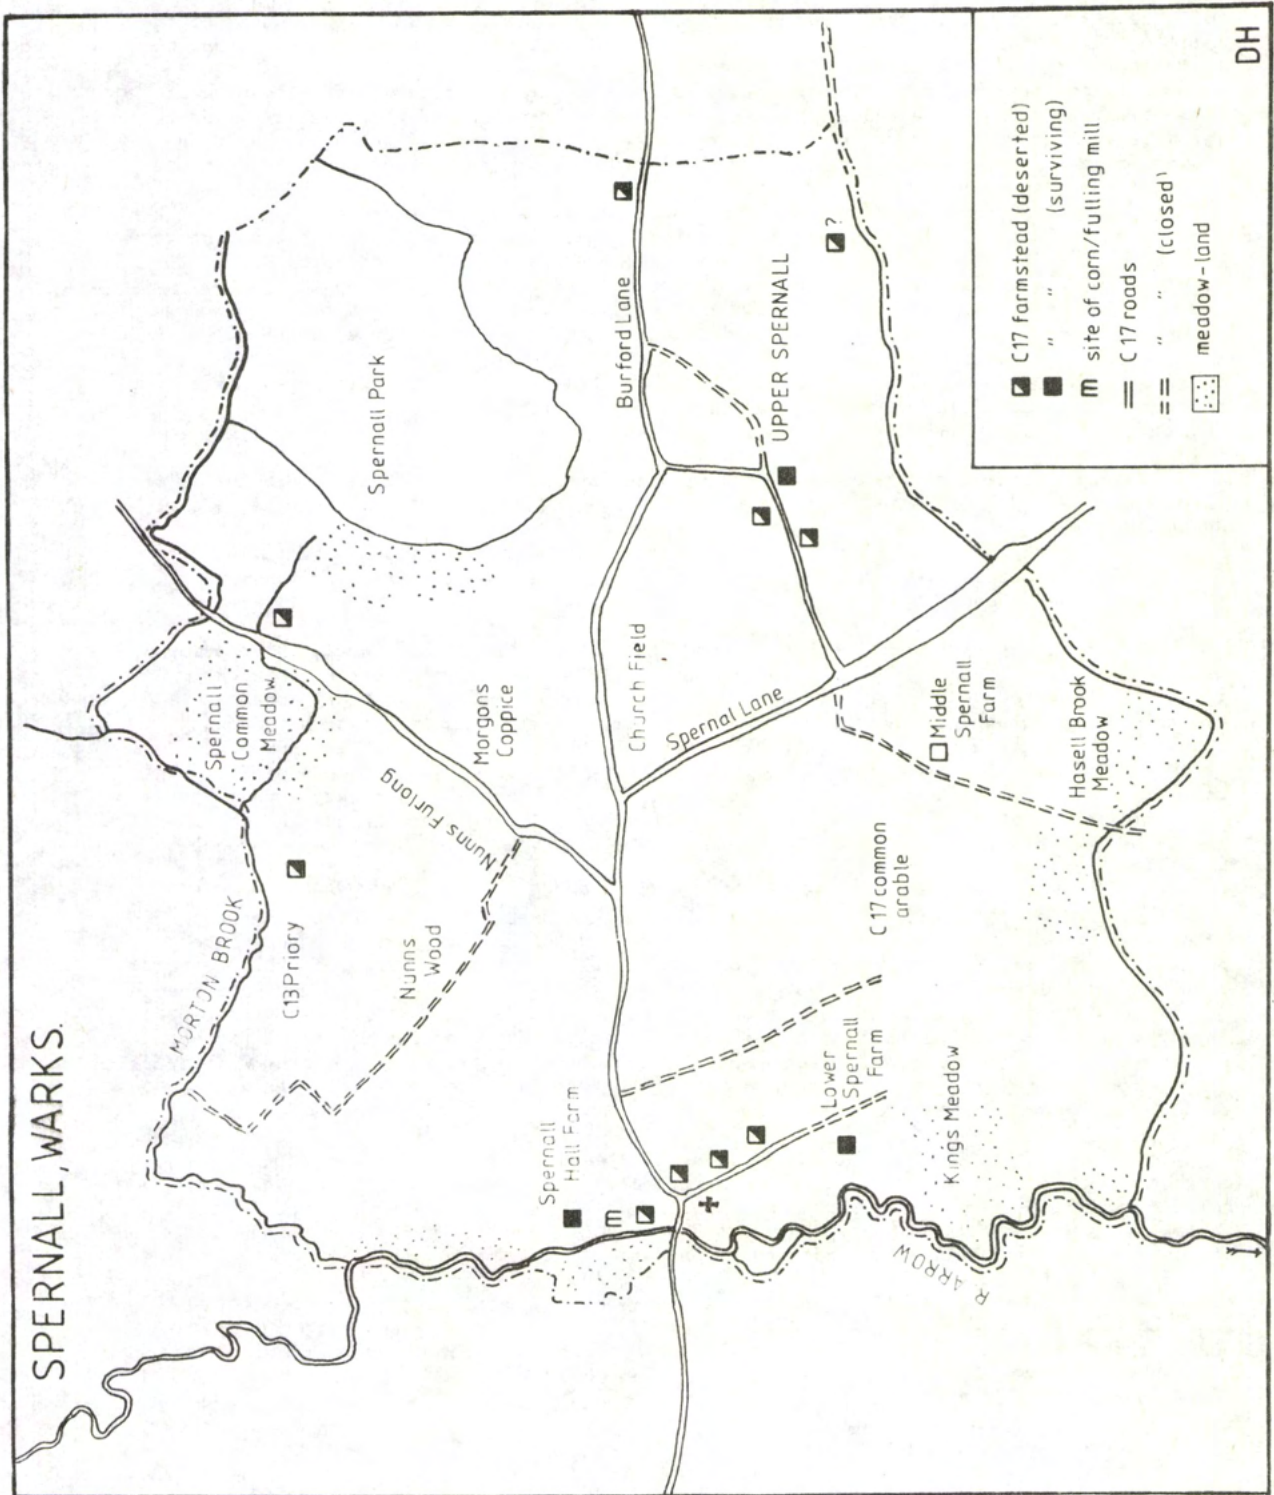 SPERNALL, WARKS.
MORTON BROOK
Spernall
Common
Meadow
C13 Priory
Nunns
Wood
Nunns Furlong
Spernall Park
Morgons
Coppice
Spernall
Hall Farm
m
Burford Lane
Church Field
Spernal Lane
UPPER SPERNALL
?
Lower
Spernall
Farm
C17 common
arable
Middle
Spernall
Farm
Kings Meadow
Hasell Brook
Meadow
R ARROW
C17 farmstead (deserted)
" " (surviving)
m site of corn/fulling mill
C17 roads
" " (closed)
meadow-land
DH